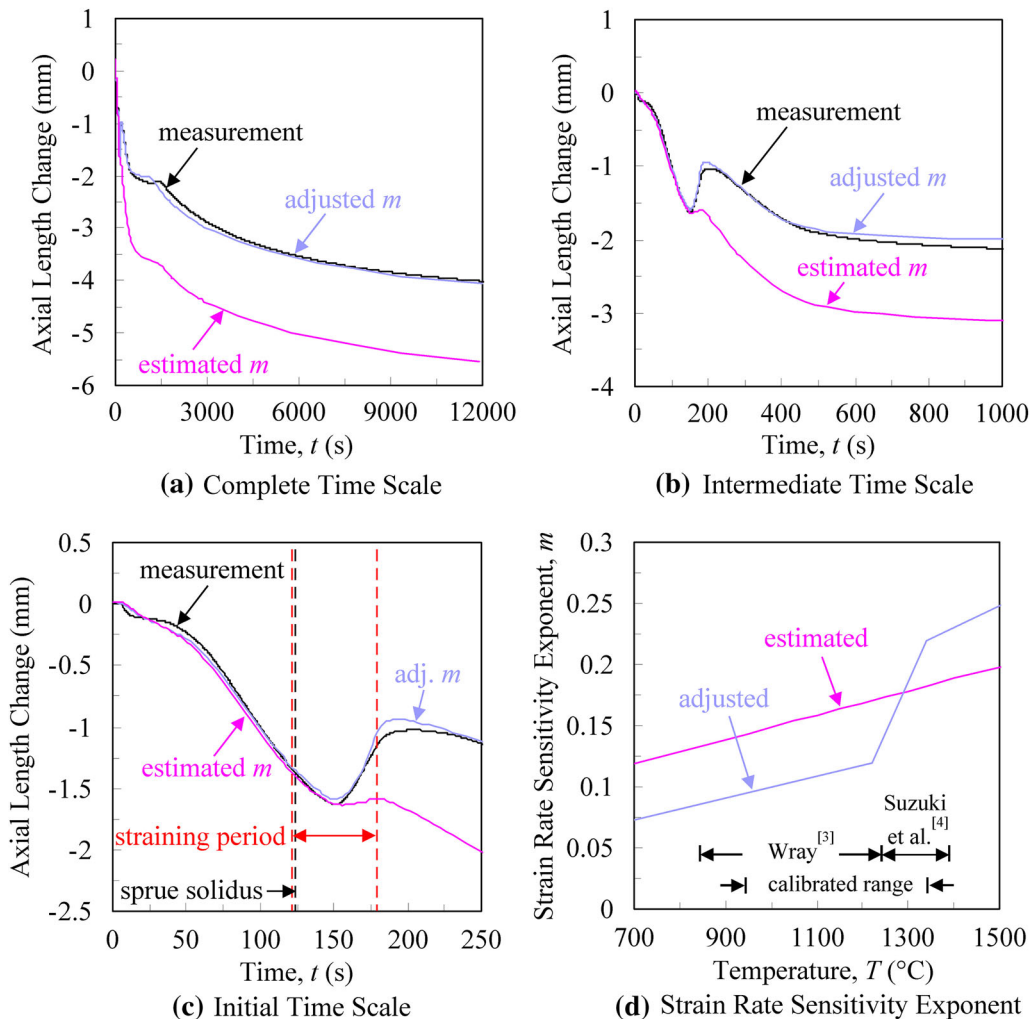 1
0
-1
-2
-3
-4
-5
-6
Axial Length Change (mm)
measurement
adjusted m
estimated m
0
3000
6000
9000
12000
Time, t (s)
(a) Complete Time Scale
1
0
-1
-2
-3
-4
Axial Length Change (mm)
measurement
adjusted m
estimated m
0
200
400
600
800
1000
Time, t (s)
(b) Intermediate Time Scale
0.5
0
-0.5
-1
-1.5
-2
-2.5
Axial Length Change (mm)
measurement
adj. m
estimated m
straining period
sprue solidus
0
50
100
150
200
250
Time, t (s)
(c) Initial Time Scale
0.3
0.25
0.2
0.15
0.1
0.05
0
Strain Rate Sensitivity Exponent, m
estimated
adjusted
Suzuki
et al.[4]
Wray[3]
calibrated range
700
900
1100
1300
1500
Temperature, T (°C)
(d) Strain Rate Sensitivity Exponent